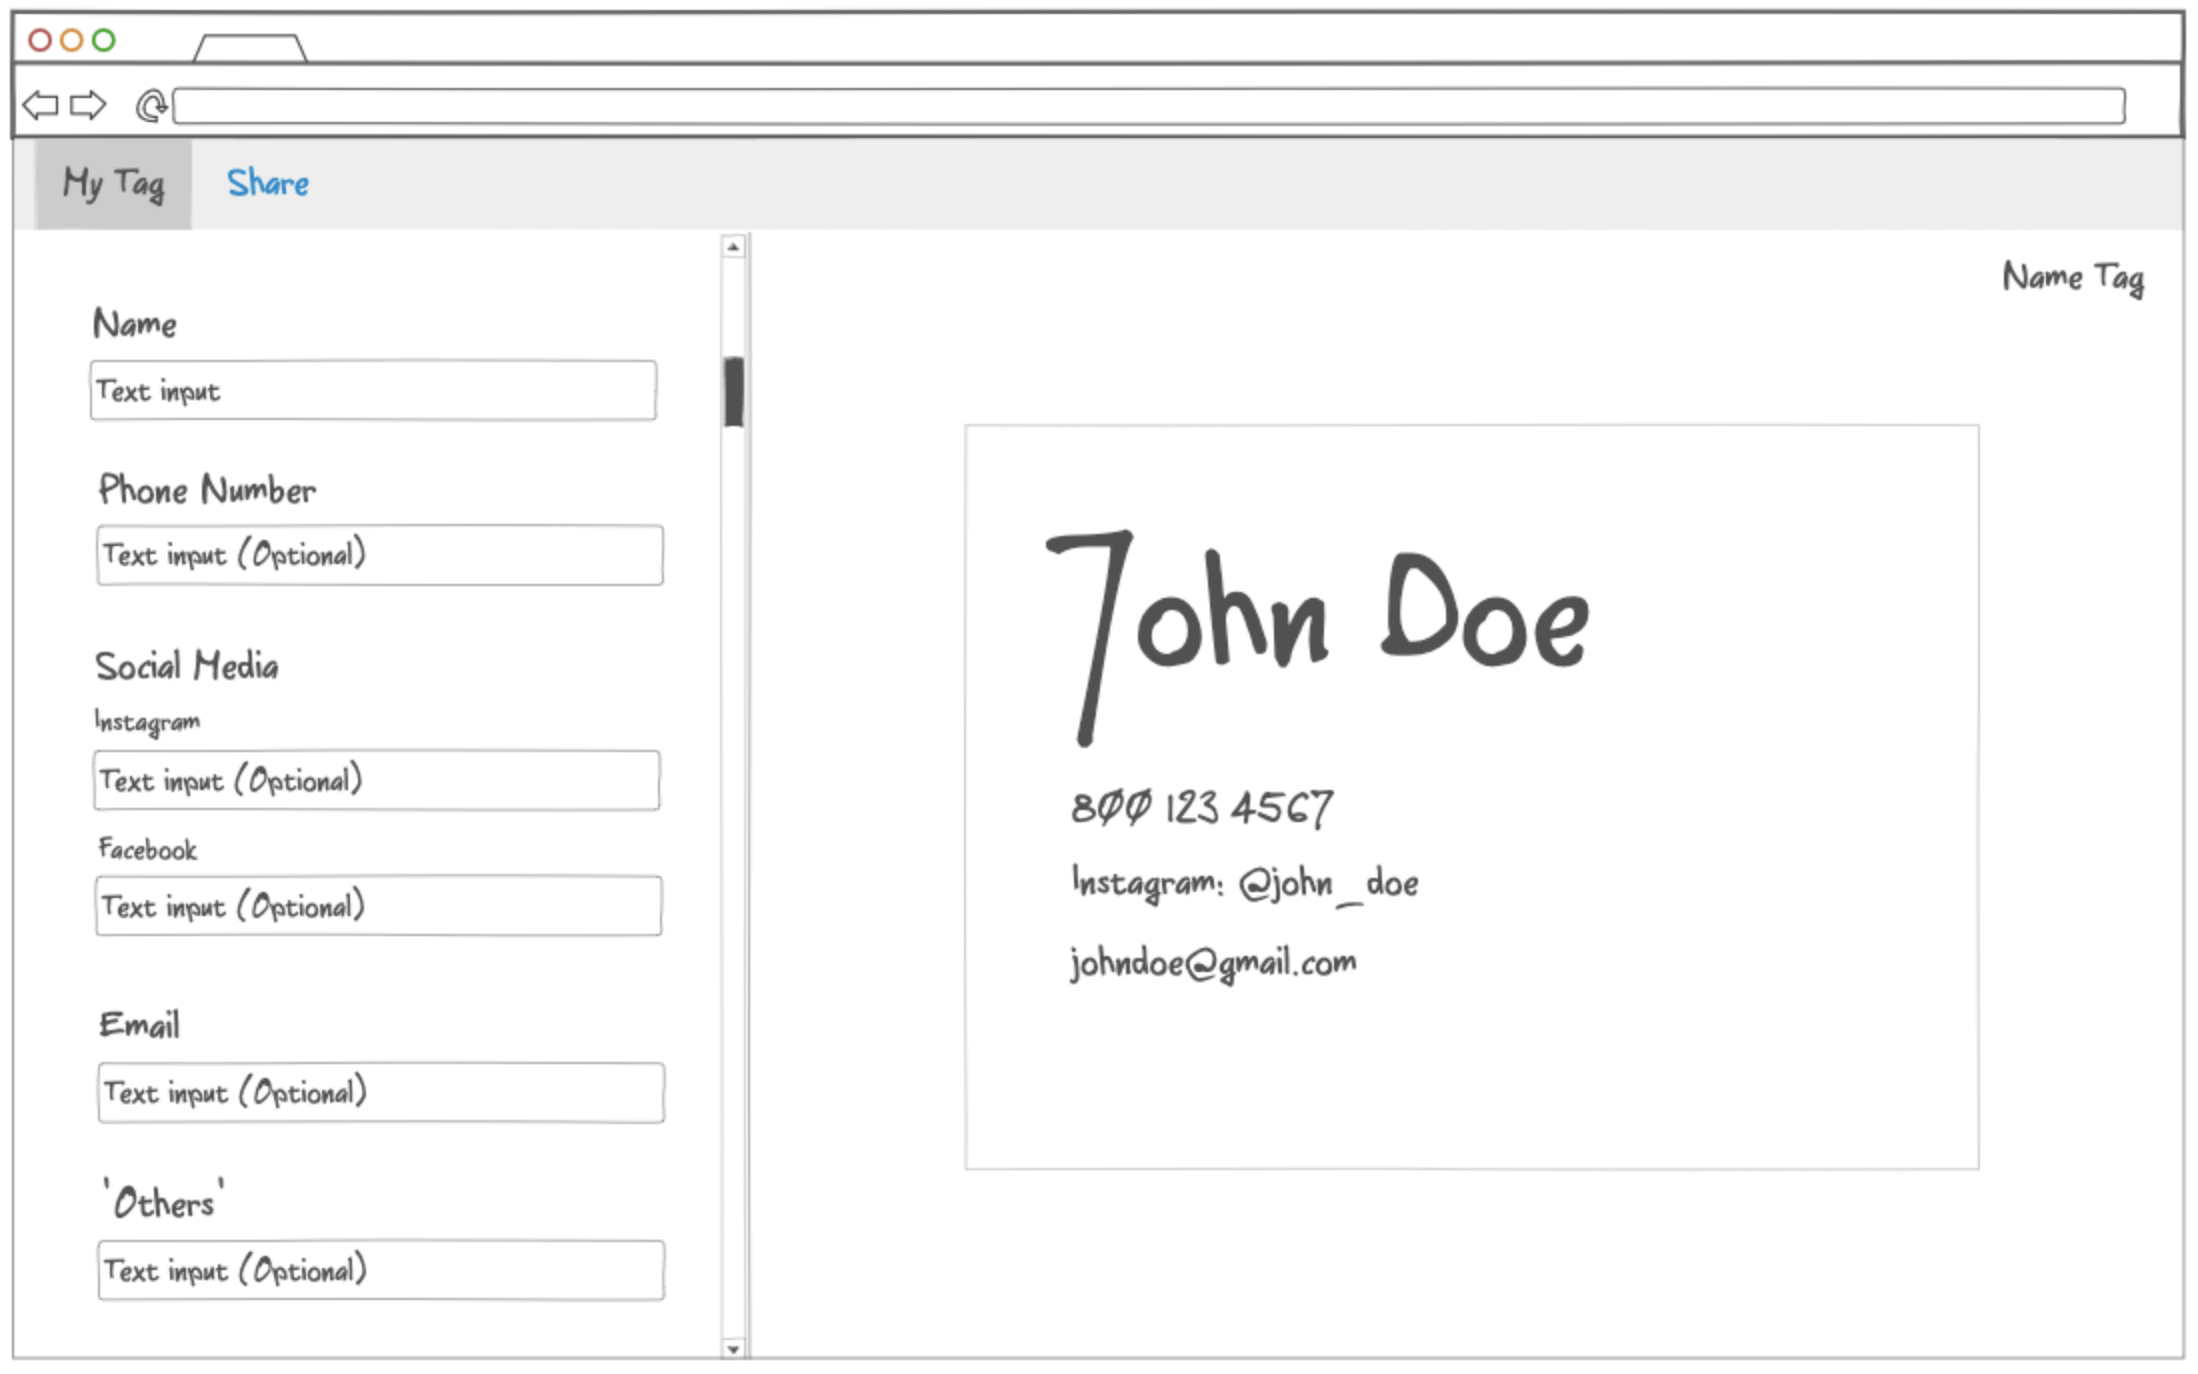 My Tag
Share
Name
Text input
Phone Number
Text input (Optional)
Social Media
Instagram
Text input (Optional)
Facebook
Text input (Optional)
Email
Text input (Optional)
'Others'
Text input (Optional)
Name Tag
John Doe
800 123 4567
Instagram: @john_doe
johndoe@gmail.com